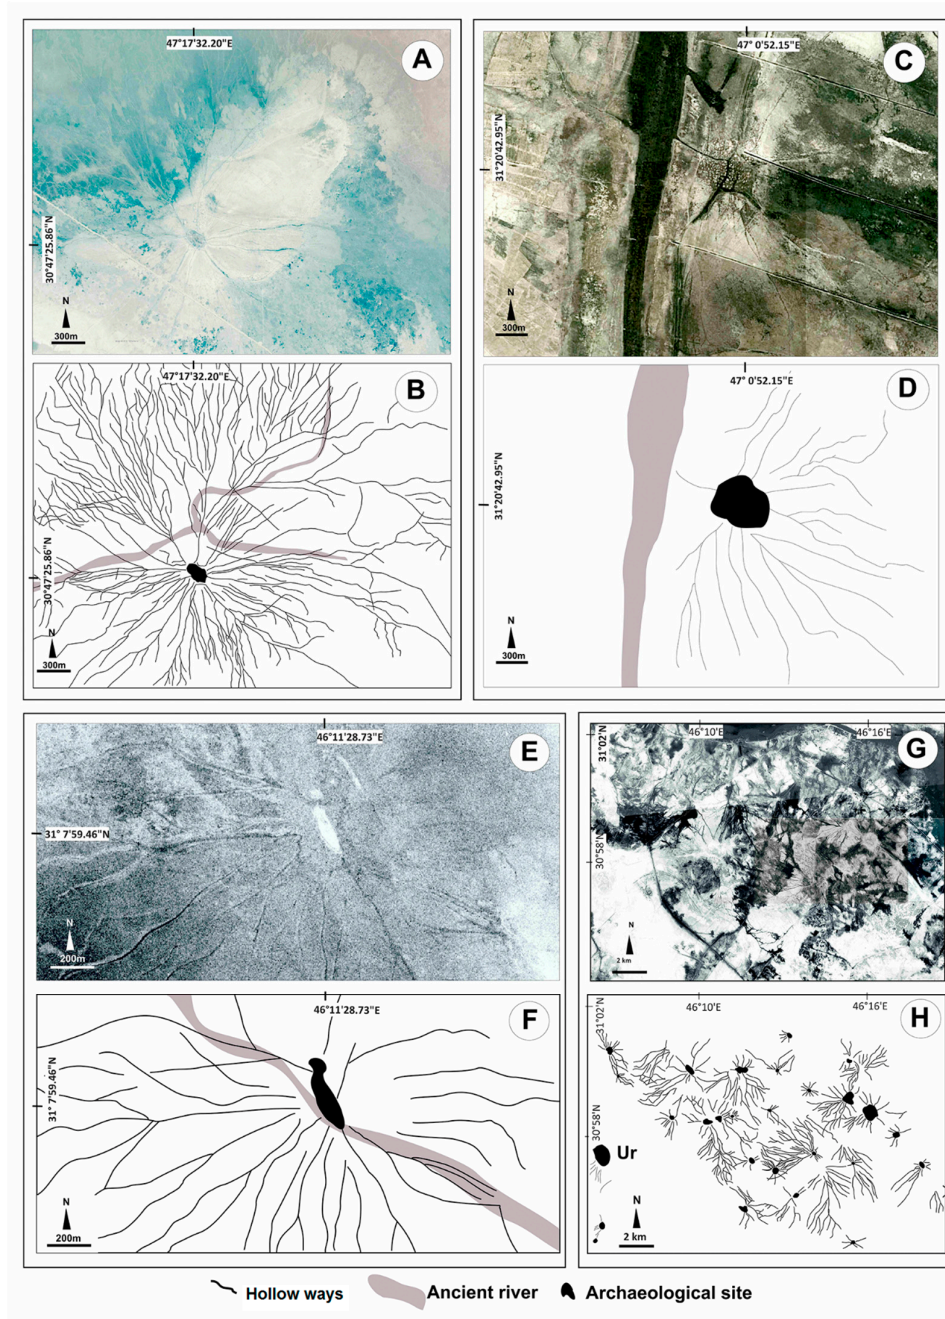 47°17'32.20"E
A
30°47'25.86"N
N
300m
47° 0'52.15"E
C
31°20'42.95"N
N
300m
47°17'32.20"E
B
30°47'25.86"N
N
300m
47° 0'52.15"E
D
31°20'42.95"N
N
300m
46°11'28.73"E
E
31° 7'59.46"N
N
200m
46°10'E
46°16'E
G
31°02'N
30°58'N
N
2 km
46°11'28.73"E
F
31° 7'59.46"N
N
200m
46°10'E
46°16'E
H
31°02'N
30°58'N
Ur
N
2 km
Hollow ways
Ancient river
Archaeological site